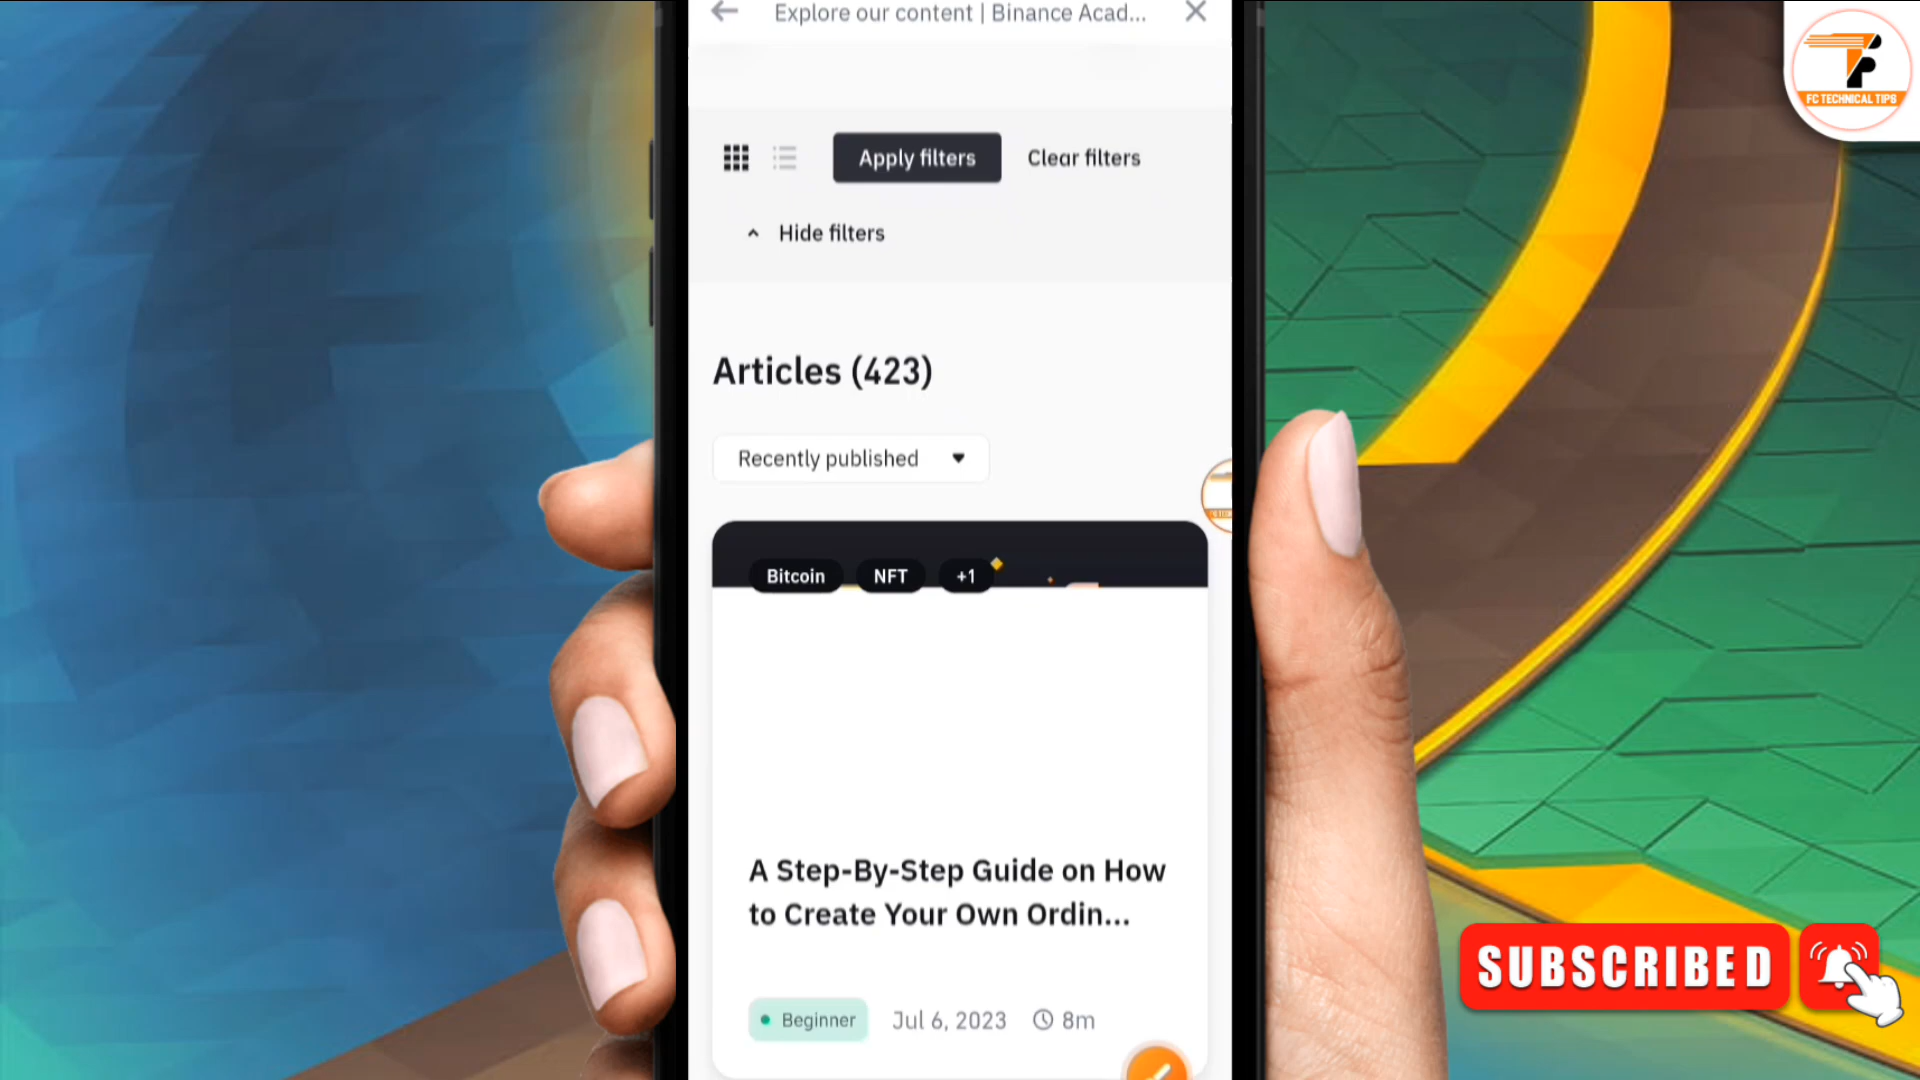 Explore our content | Binance Acad...
FC TECHNICAL TIPS
Apply filters
Clear filters
Hide filters
Articles (423)
Recently published
Bitcoin
NFT
+1
A Step-By-Step Guide on How
to Create Your Own Ordin...
Beginner
Jul 6, 2023
8m
SUBSCRIBED